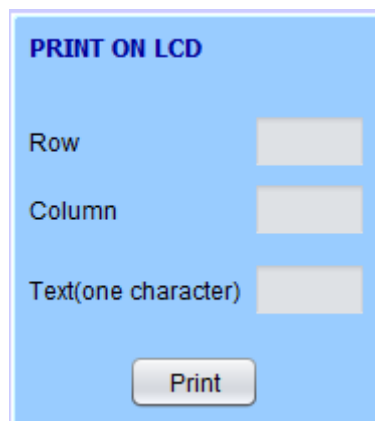 PRINT ON LCD
Row
Column
Text(one character)
Print